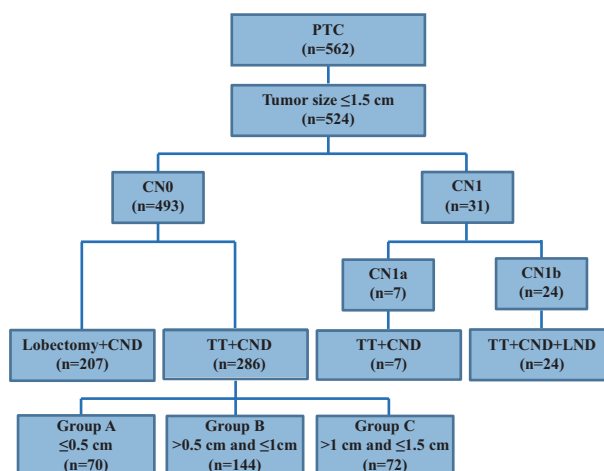 PTC
(n=562)
Tumor size ≤1.5 cm
(n=524)
CN0
(n=493)
CN1
(n=31)
CN1a
(n=7)
CN1b
(n=24)
Lobectomy+CND
(n=207)
TT+CND
(n=286)
TT+CND
(n=7)
TT+CND+LND
(n=24)
Group A
≤0.5 cm
(n=70)
Group B
>0.5 cm and ≤1cm
(n=144)
Group C
>1 cm and ≤1.5 cm
(n=72)